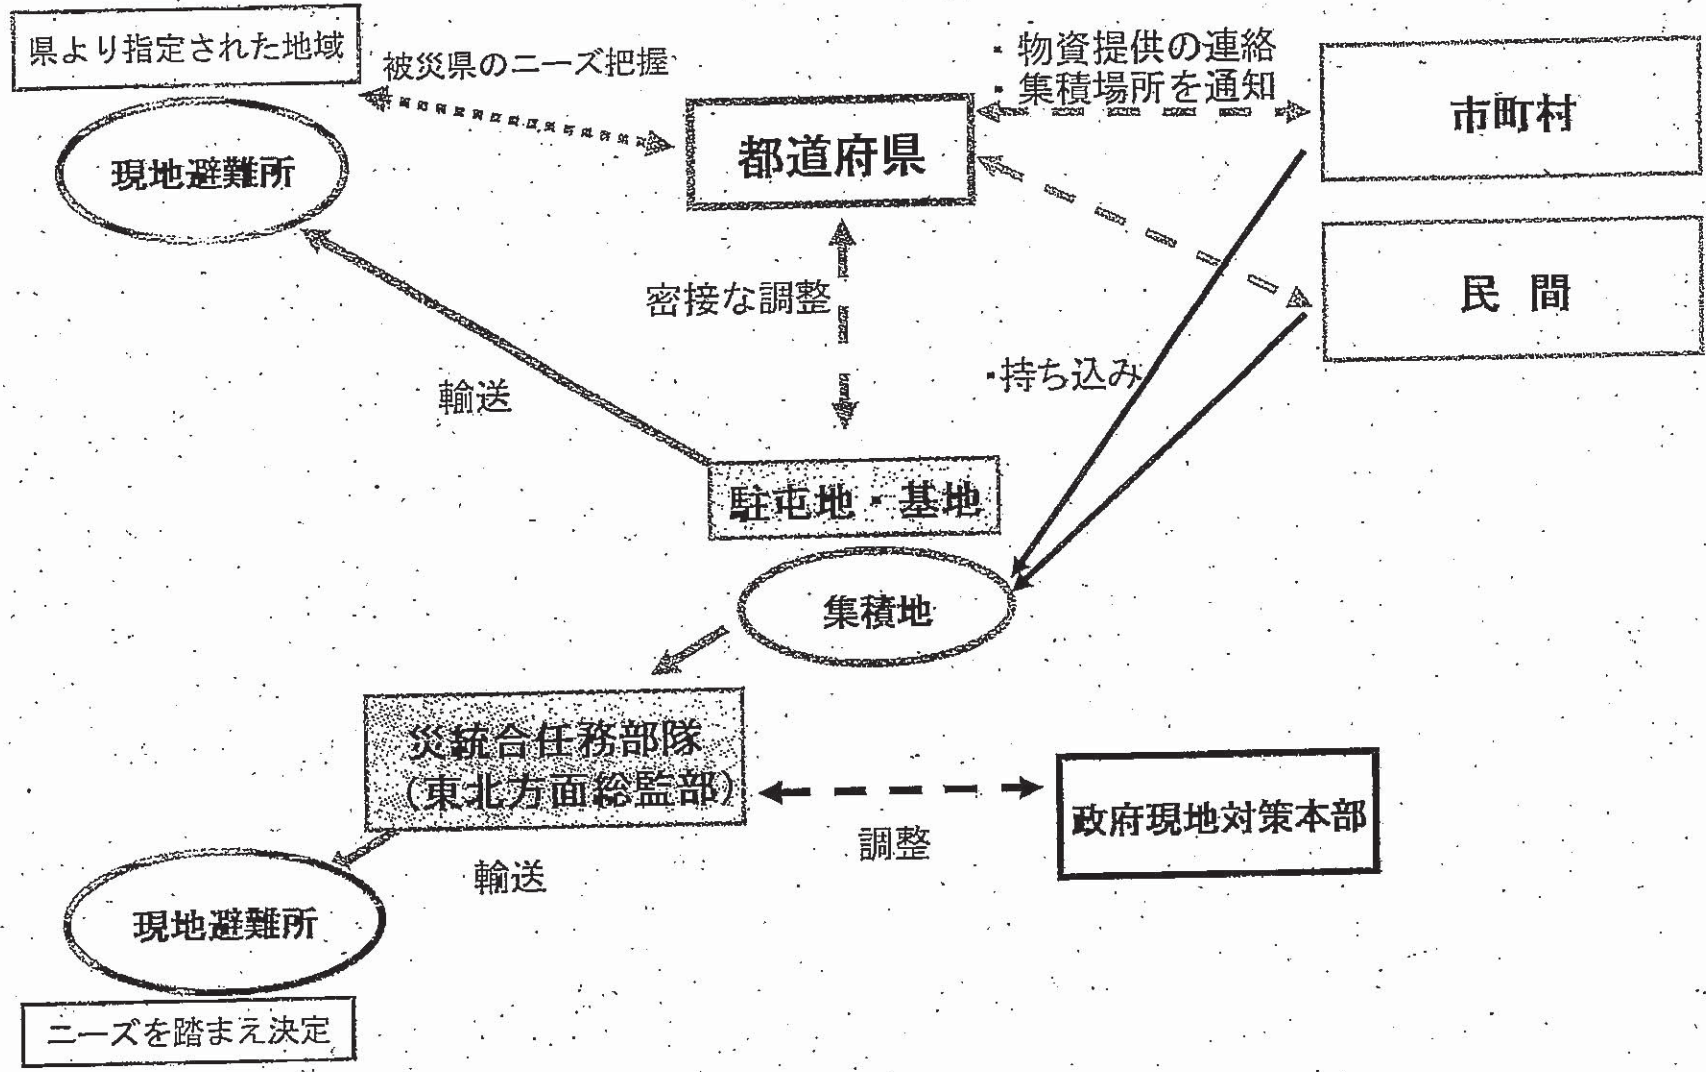 県より指定された地域
被災県のニーズ把握
・物資提供の連絡
・集積場所を通知
市町村
現地避難所
都道府県
民 間
密接な調整
・持ち込み
輸送
駐屯地・基地
集積地
災統合任務部隊
（東北方面総監部）
政府現地対策本部
調整
輸送
現地避難所
ニーズを踏まえ決定